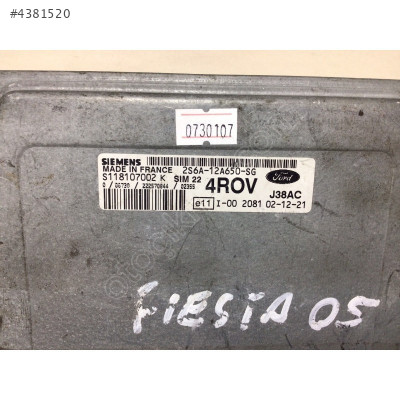 #4381520
0730107
SIEMENS
MADE IN FRANCE 2S6A-12A650-SG
S118107002 K SIM 22 4ROV Ford
J38AC
e11 I-00 2081 02-12-21
FIESTA 05